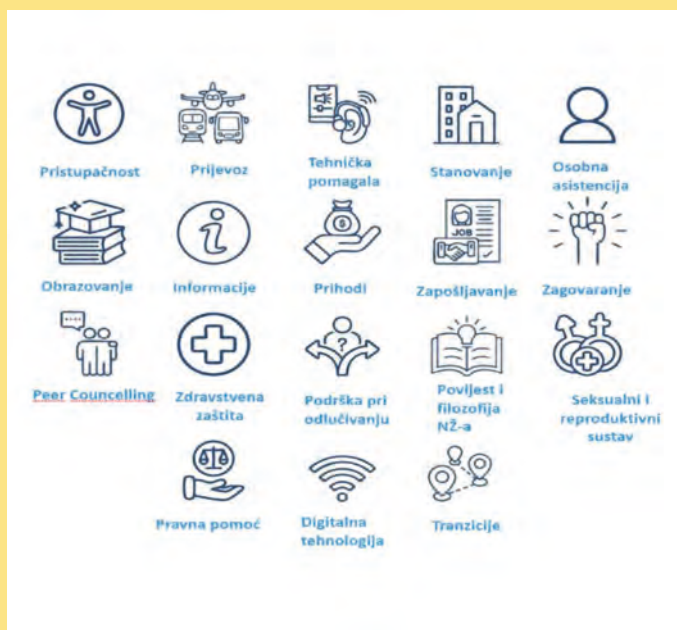 Pristupačnost
Prijevoz
Tehnička
pomagala
Stanovanje
Osobna
asistencija
Obrazovanje
Informacije
Prihodi
JOB
Zapošljavanje
Zagovaranje
Peer Councelling
Zdravstvena
zaštita
Podrška pri
odlučivanju
Povijest i
filozofija
NŽ-a
Seksualni i
reproduktivni
sustav
Pravna pomoć
Digitalna
tehnologija
Tranzicije